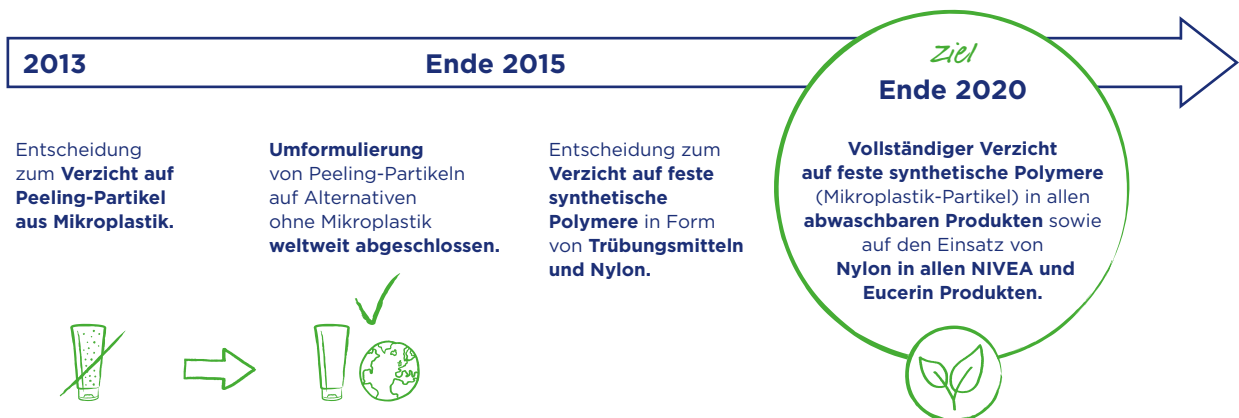 2013
Ende 2015
Ziel
Ende 2020
Entscheidung
zum Verzicht auf
Peeling-Partikel
aus Mikroplastik.
Umformulierung
von Peeling-Partikeln
auf Alternativen
ohne Mikroplastik
weltweit abgeschlossen.
Entscheidung zum
Verzicht auf feste
synthetische
Polymere in Form
von Trübungsmitteln
und Nylon.
Vollständiger Verzicht
auf feste synthetische Polymere
(Mikroplastik-Partikel) in allen
abwaschbaren Produkten sowie
auf den Einsatz von
Nylon in allen NIVEA und
Eucerin Produkten.